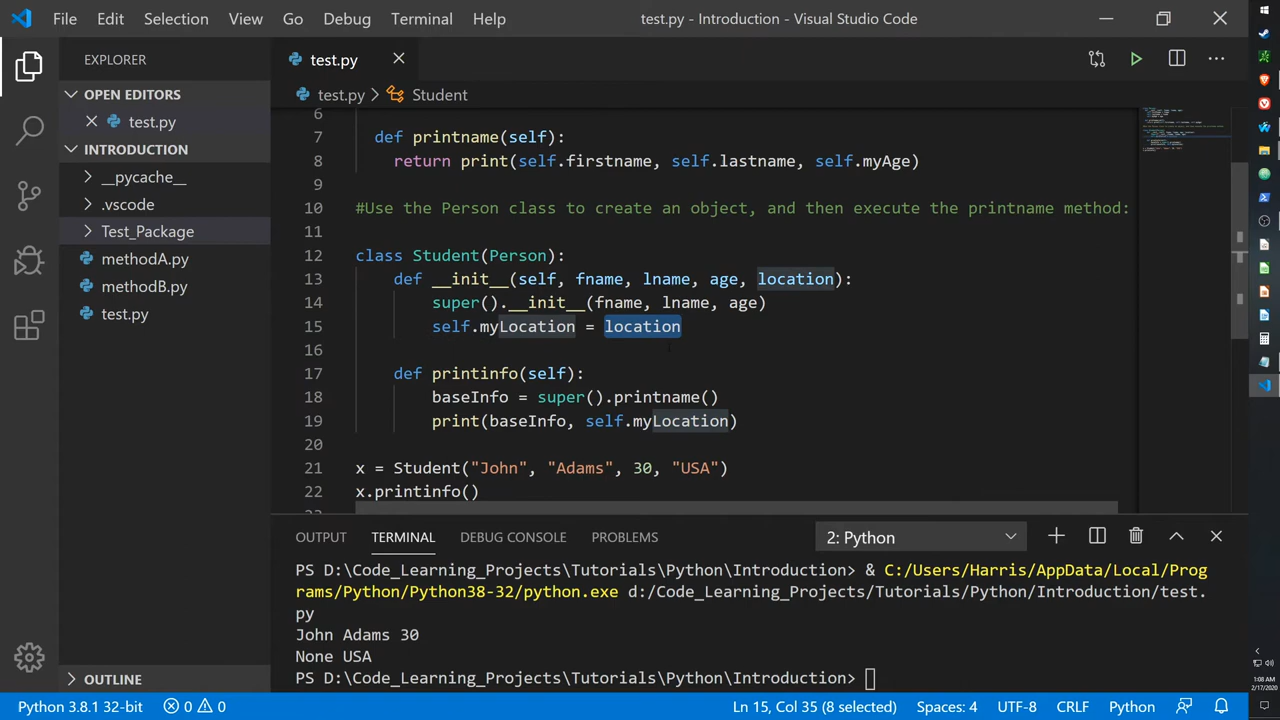 File Edit Selection View Go Debug Terminal Help test.py - Introduction - Visual Studio Code
EXPLORER
OPEN EDITORS
test.py
INTRODUCTION
__pycache__
.vscode
Test_Package
methodA.py
methodB.py
test.py
OUTLINE
test.py
test.py > Student
6
7 def printname(self):
8 return print(self.firstname, self.lastname, self.myAge)
9
10 #Use the Person class to create an object, and then execute the printname method:
11
12 class Student(Person):
13 def __init__(self, fname, lname, age, location):
14 super().__init__(fname, lname, age)
15 self.myLocation = location
16
17 def printinfo(self):
18 baseInfo = super().printname()
19 print(baseInfo, self.myLocation)
20
21 x = Student("John", "Adams", 30, "USA")
22 x.printinfo()
OUTPUT TERMINAL DEBUG CONSOLE PROBLEMS 2: Python
PS D:\Code_Learning_Projects\Tutorials\Python\Introduction> & C:/Users/Harris/AppData/Local/Prog
rams/Python/Python38-32/python.exe d:/Code_Learning_Projects/Tutorials/Python/Introduction/test.
py
John Adams 30
None USA
PS D:\Code_Learning_Projects\Tutorials\Python\Introduction>
Python 3.8.1 32-bit 0 0 Ln 15, Col 35 (8 selected) Spaces: 4 UTF-8 CRLF Python
1:08 AM
2/17/2020